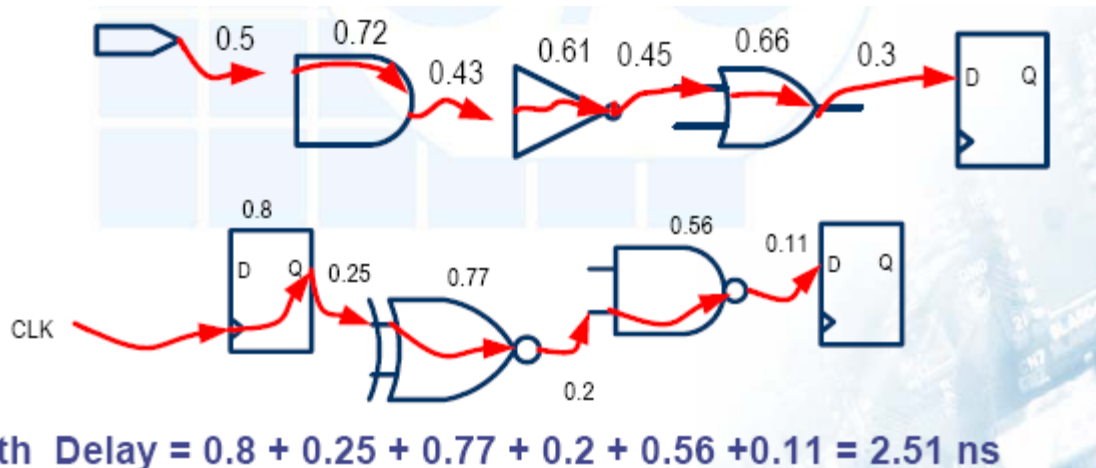 0.5 0.72 0.43 0.61 0.45 0.66 0.3
D Q
0.8 0.56
D Q 0.25 0.77 0.11 D Q
CLK
0.2
th Delay = 0.8 + 0.25 + 0.77 + 0.2 + 0.56 +0.11 = 2.51 ns